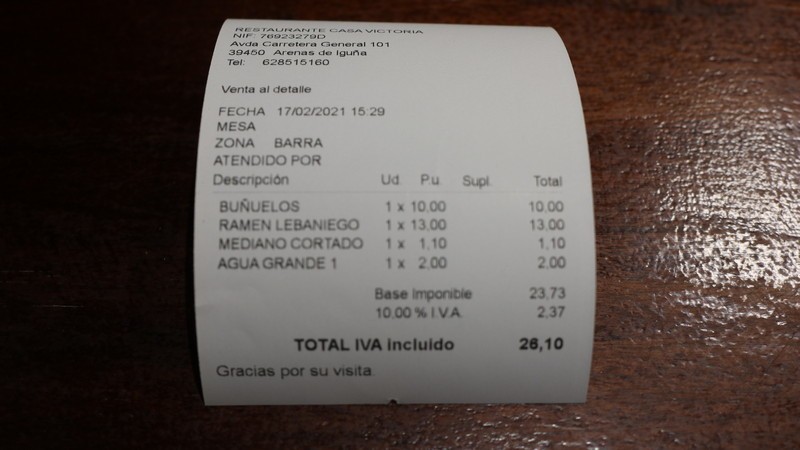 RESTAURANTE CASA VICTORIA
NIF: 76923279D
Avda Carretera General 101
39450 Arenas de Iguña
Tel: 628515160
Venta al detalle
FECHA 17/02/2021 15:29
MESA
ZONA BARRA
ATENDIDO POR
Descripción Ud. P.u. Supl. Total
BUÑUELOS 1 x 10,00 10,00
RAMEN LEBANIEGO 1 x 13,00 13,00
MEDIANO CORTADO 1 x 1,10 1,10
AGUA GRANDE 1 1 x 2,00 2,00
Base Imponible 23,73
10,00 % I.V.A. 2,37
TOTAL IVA incluido 26,10
Gracias por su visita.